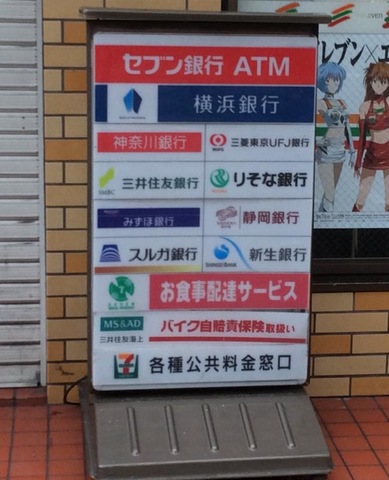 セブン銀行 ATM
横浜銀行
神奈川銀行
三菱東京UFJ銀行
SMBC 三井住友銀行
りそな銀行
みずほ銀行
静岡銀行
スルガ銀行
SHINSEI BANK 新生銀行
お食事配達サービス
MS&AD
三井住友海上
バイク自賠責保険取扱い
各種公共料金窓口